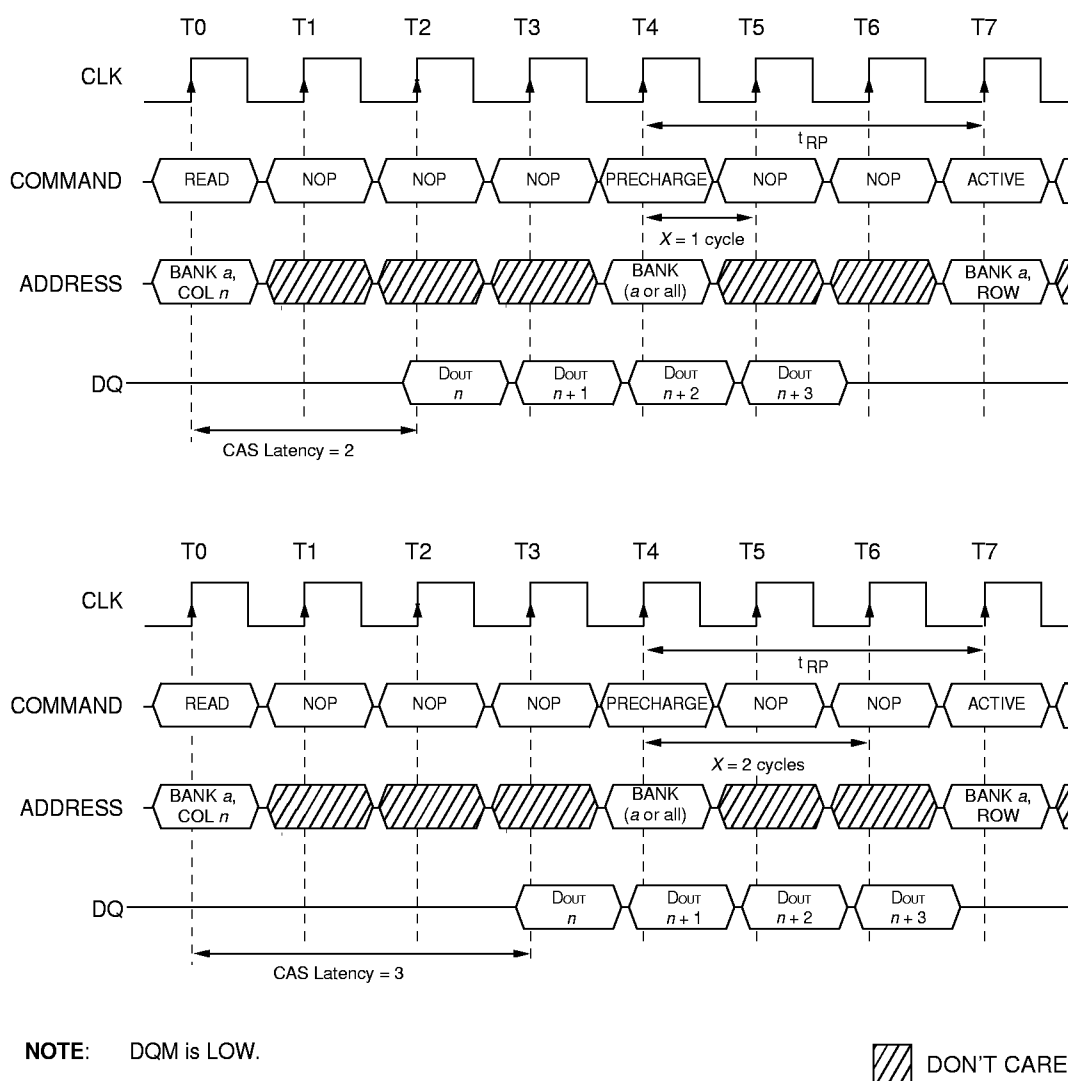 T0 T1 T2 T3 T4 T5 T6 T7
CLK
t RP
COMMAND READ NOP NOP NOP PRECHARGE NOP NOP ACTIVE
X = 1 cycle
ADDRESS BANK a, COL n BANK (a or all) BANK a, ROW
DQ DOUT n DOUT n + 1 DOUT n + 2 DOUT n + 3
CAS Latency = 2
T0 T1 T2 T3 T4 T5 T6 T7
CLK
t RP
COMMAND READ NOP NOP NOP PRECHARGE NOP NOP ACTIVE
X = 2 cycles
ADDRESS BANK a, COL n BANK (a or all) BANK a, ROW
DQ DOUT n DOUT n + 1 DOUT n + 2 DOUT n + 3
CAS Latency = 3
NOTE: DQM is LOW.
DON'T CARE